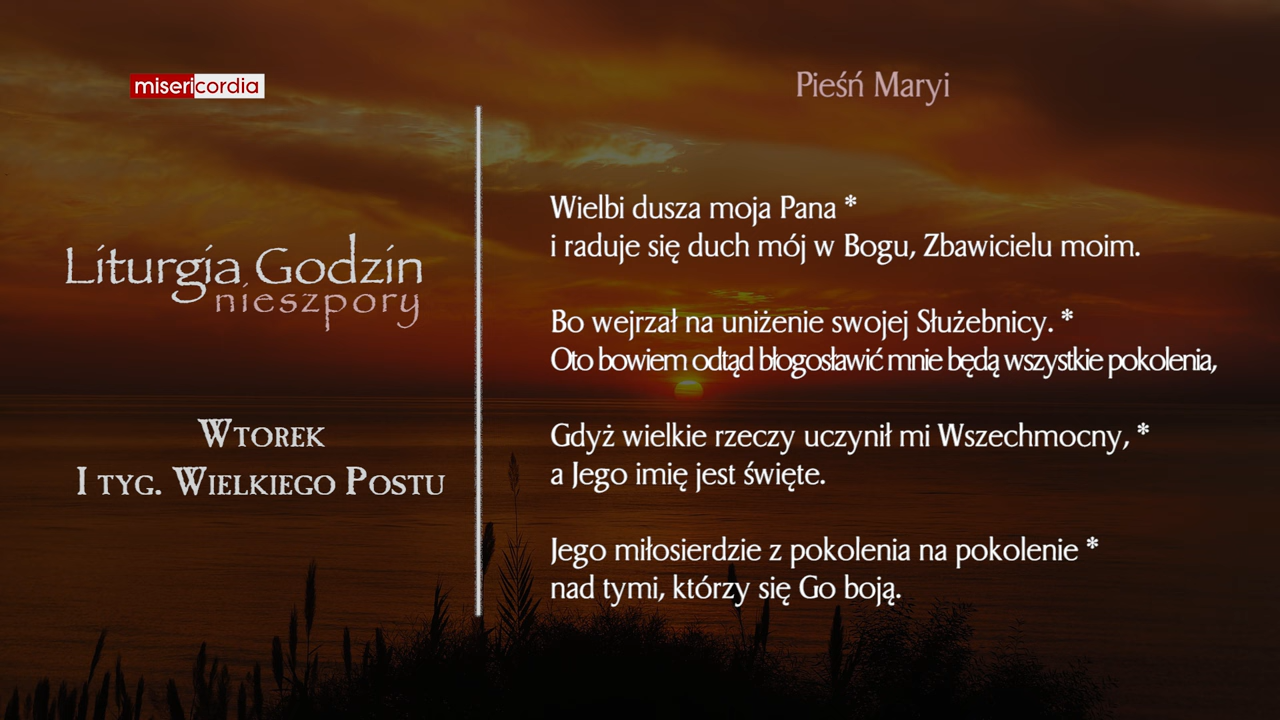 misericordia
Pieśń Maryi
Liturgia Godzin
nieszpory
Wtorek
I tyg. Wielkiego Postu
Wielbi dusza moja Pana *
i raduje się duch mój w Bogu, Zbawicielu moim.
Bo wejrzał na uniżenie swojej Służebnicy. *
Oto bowiem odtąd błogosławić mnie będą wszystkie pokolenia,
Gdyż wielkie rzeczy uczynił mi Wszechmocny, *
a Jego imię jest święte.
Jego miłosierdzie z pokolenia na pokolenie *
nad tymi, którzy się Go boją.